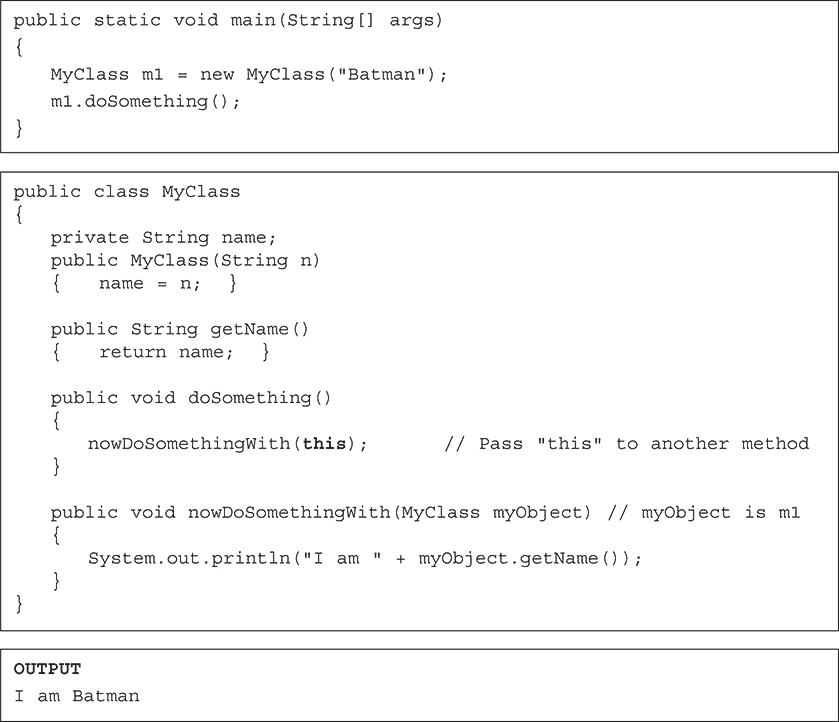 public static void main(String[] args)
{
MyClass m1 = new MyClass("Batman");
m1.doSomething();
}
public class MyClass
{
private String name;
public MyClass(String n)
{ name = n; }
public String getName()
{ return name; }
public void doSomething()
{
nowDoSomethingWith(this); // Pass "this" to another method
}
public void nowDoSomethingWith(MyClass myObject) // myObject is m1
{
System.out.println("I am " + myObject.getName());
}
}
OUTPUT
I am Batman